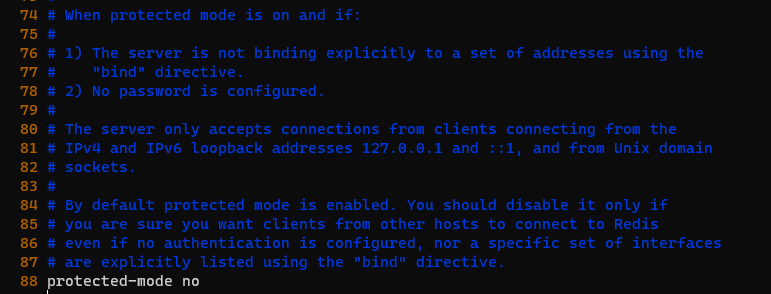 74 # When protected mode is on and if:
75 #
76 # 1) The server is not binding explicitly to a set of addresses using the
77 #    "bind" directive.
78 # 2) No password is configured.
79 #
80 # The server only accepts connections from clients connecting from the
81 # IPv4 and IPv6 loopback addresses 127.0.0.1 and ::1, and from Unix domain
82 # sockets.
83 #
84 # By default protected mode is enabled. You should disable it only if
85 # you are sure you want clients from other hosts to connect to Redis
86 # even if no authentication is configured, nor a specific set of interfaces
87 # are explicitly listed using the "bind" directive.
88 protected-mode no